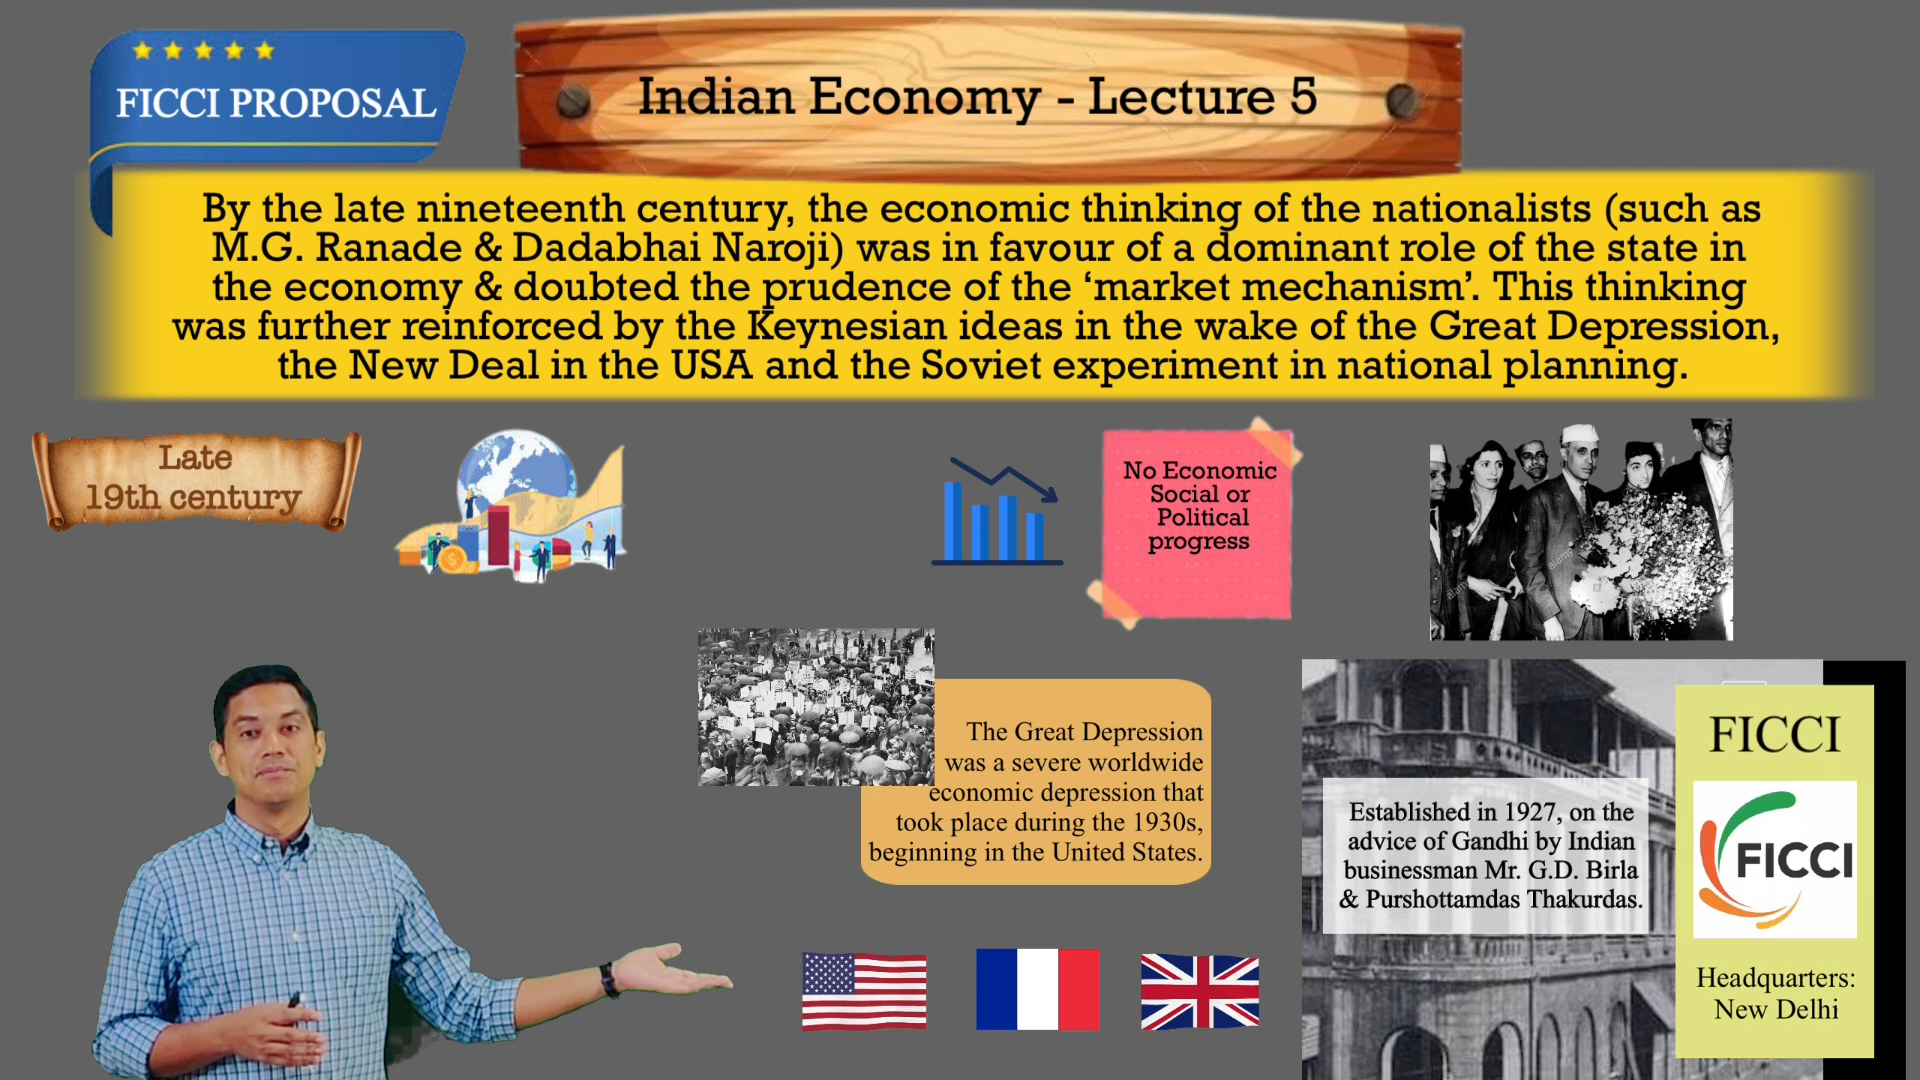 FICCI PROPOSAL
Indian Economy - Lecture 5
By the late nineteenth century, the economic thinking of the nationalists (such as
M.G. Ranade & Dadabhai Naroji) was in favour of a dominant role of the state in
the economy & doubted the prudence of the ‘market mechanism’. This thinking
was further reinforced by the Keynesian ideas in the wake of the Great Depression,
the New Deal in the USA and the Soviet experiment in national planning.
Late
19th century
No Economic
Social or
Political
progress
The Great Depression
was a severe worldwide
economic depression that
took place during the 1930s,
beginning in the United States.
Established in 1927, on the
advice of Gandhi by Indian
businessman Mr. G.D. Birla
& Purshottamdas Thakurdas.
FICCI
FICCI
Headquarters:
New Delhi